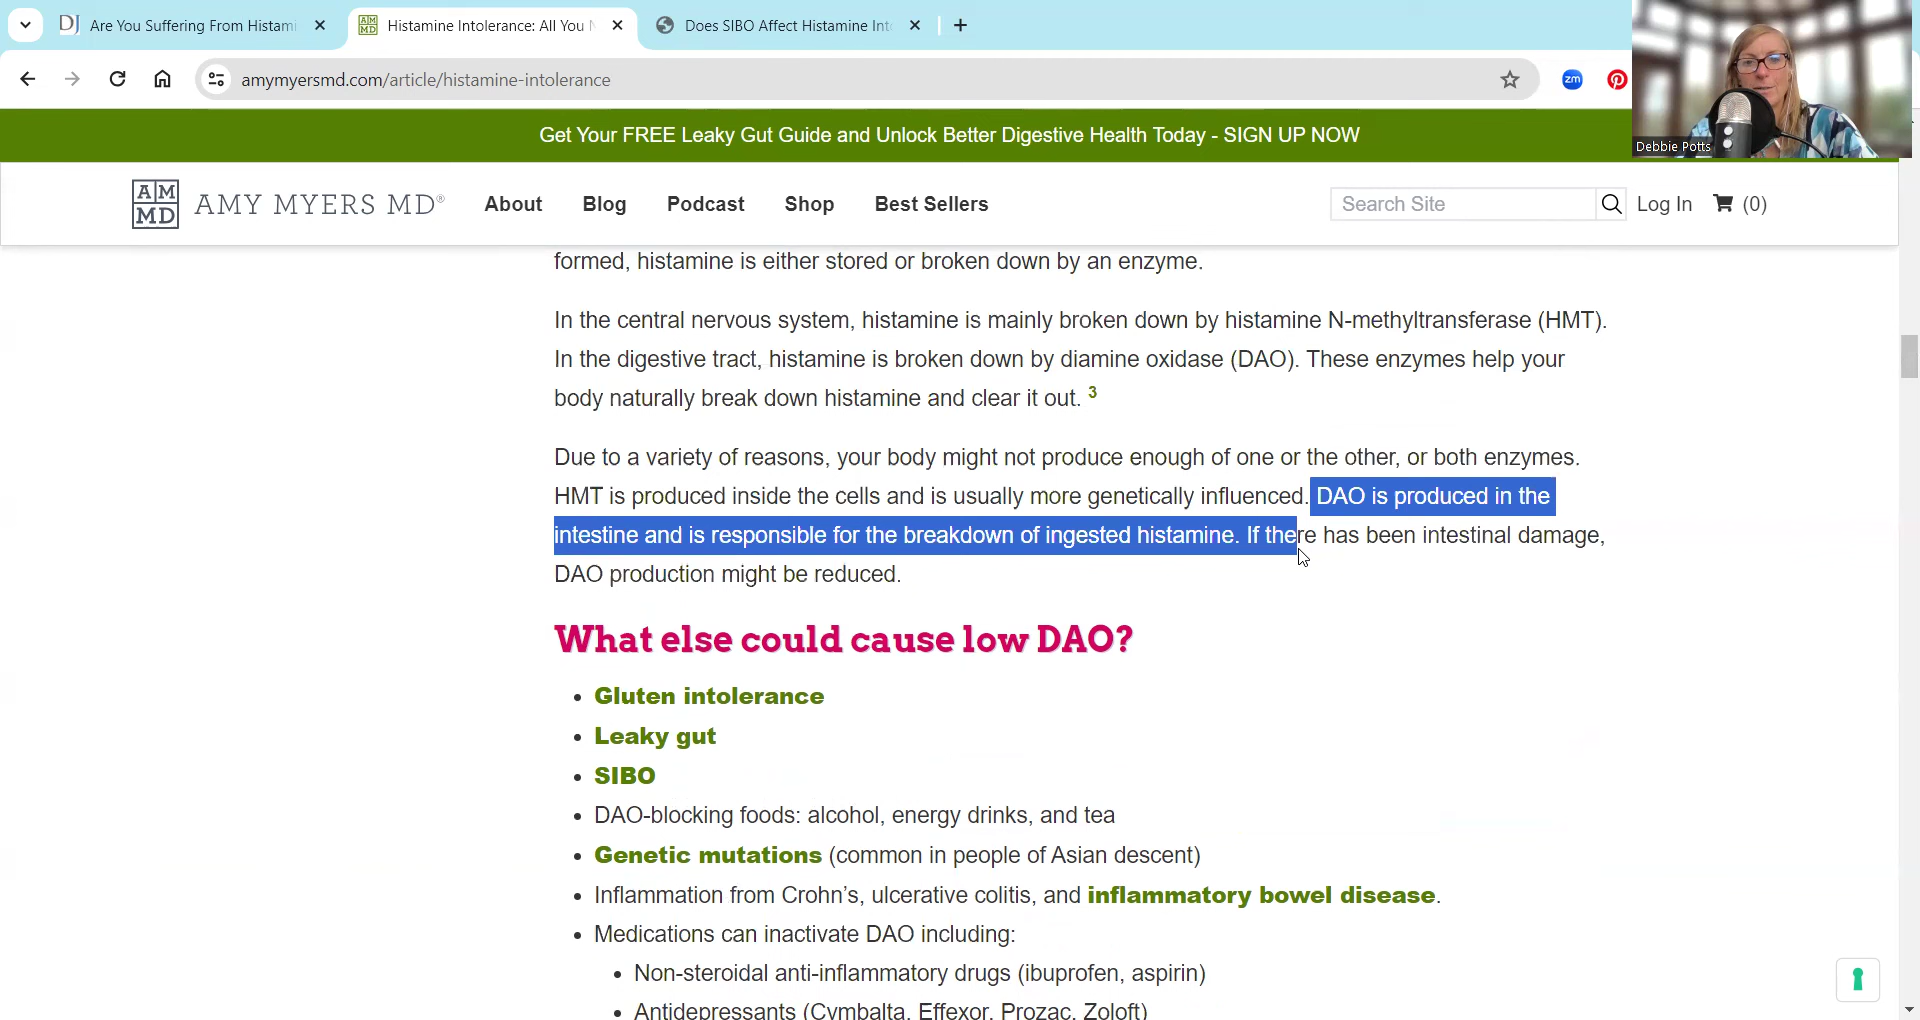 Are You Suffering From Histami
Histamine Intolerance: All You N
Does SIBO Affect Histamine Int
amymyersmd.com/article/histamine-intolerance
zm
Debbie Potts
Get Your FREE Leaky Gut Guide and Unlock Better Digestive Health Today - SIGN UP NOW
AM
MD
AMY MYERS MD®
About
Blog
Podcast
Shop
Best Sellers
Search Site
Log In
(0)
formed, histamine is either stored or broken down by an enzyme.
In the central nervous system, histamine is mainly broken down by histamine N-methyltransferase (HMT).
In the digestive tract, histamine is broken down by diamine oxidase (DAO). These enzymes help your
body naturally break down histamine and clear it out. 3
Due to a variety of reasons, your body might not produce enough of one or the other, or both enzymes.
HMT is produced inside the cells and is usually more genetically influenced. DAO is produced in the
intestine and is responsible for the breakdown of ingested histamine. If there has been intestinal damage,
DAO production might be reduced.
What else could cause low DAO?
• Gluten intolerance
• Leaky gut
• SIBO
• DAO-blocking foods: alcohol, energy drinks, and tea
• Genetic mutations (common in people of Asian descent)
• Inflammation from Crohn’s, ulcerative colitis, and inflammatory bowel disease.
• Medications can inactivate DAO including:
• Non-steroidal anti-inflammatory drugs (ibuprofen, aspirin)
• Antidepressants (Cymbalta, Effexor, Prozac, Zoloft)